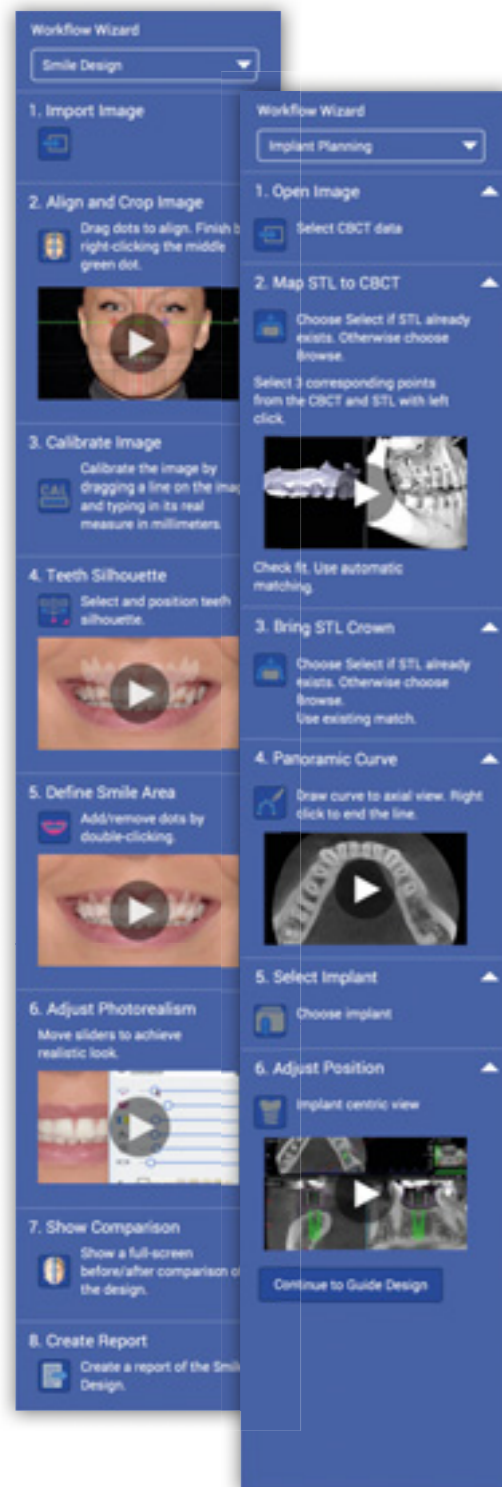 Workflow Wizard
Smile Design
1. Import Image
2. Align and Crop Image
Drag dots to align. Finish b
right-clicking the middle
green dot.
3. Calibrate Image
CAL
Calibrate the image by
dragging a line on the imag
and typing in its real
measure in millimeters.
4. Teeth Silhouette
Select and position teeth
silhouette.
5. Define Smile Area
Add/remove dots by
double-clicking.
6. Adjust Photorealism
Move sliders to achieve
realistic look.
7. Show Comparison
Show a full-screen
before/after comparison of
the design.
8. Create Report
Create a report of the Smil
Design.
Workflow Wizard
Implant Planning
1. Open Image
Select CBCT data
2. Map STL to CBCT
Choose Select if STL already
exists. Otherwise choose
Browse.
Select 3 corresponding points
from the CBCT and STL with left
click.
Check fit. Use automatic
matching.
3. Bring STL Crown
Choose Select if STL already
exists. Otherwise choose
Browse.
Use existing match.
4. Panoramic Curve
Draw curve to axial view. Right
click to end the line.
5. Select Implant
Choose implant
6. Adjust Position
Implant centric view
Continue to Guide Design